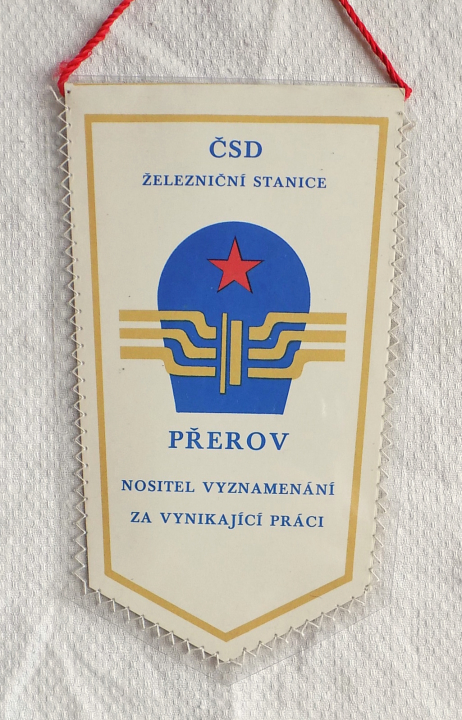 ČSD
ŽELEZNIČNÍ STANICE
PŘEROV
NOSITEL VYZNAMENÁNÍ
ZA VYNIKAJÍCÍ PRÁCI